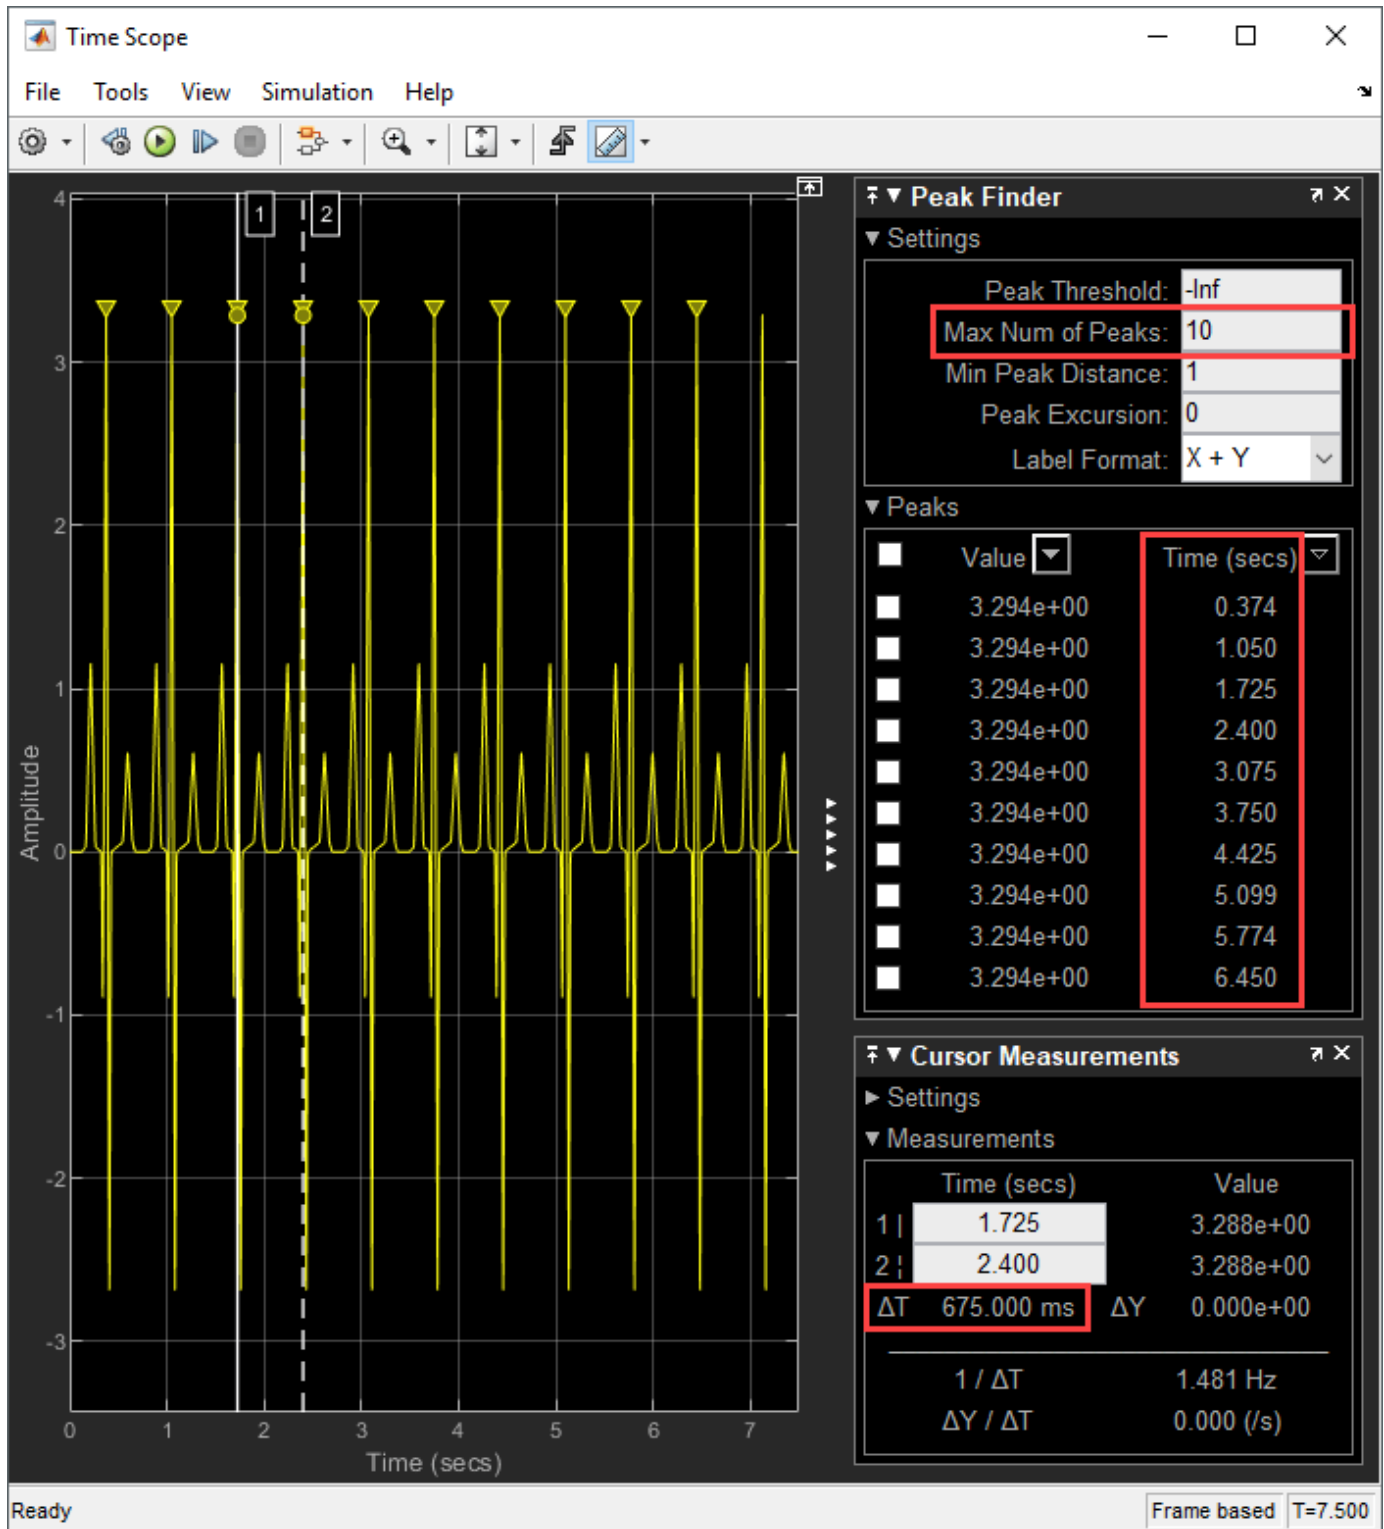 Time Scope
File Tools View Simulation Help
1 2
4
3
2
1
0
-1
-2
-3
Amplitude
0 1 2 3 4 5 6 7
Time (secs)
Peak Finder
Settings
Peak Threshold: -Inf
Max Num of Peaks: 10
Min Peak Distance: 1
Peak Excursion: 0
Label Format: X + Y
Peaks
Value Time (secs)
3.294e+00 0.374
3.294e+00 1.050
3.294e+00 1.725
3.294e+00 2.400
3.294e+00 3.075
3.294e+00 3.750
3.294e+00 4.425
3.294e+00 5.099
3.294e+00 5.774
3.294e+00 6.450
Cursor Measurements
Settings
Measurements
Time (secs) Value
1 | 1.725 3.288e+00
2 ¦ 2.400 3.288e+00
ΔT 675.000 ms ΔY 0.000e+00
1 / ΔT 1.481 Hz
ΔY / ΔT 0.000 (/s)
Ready Frame based T=7.500